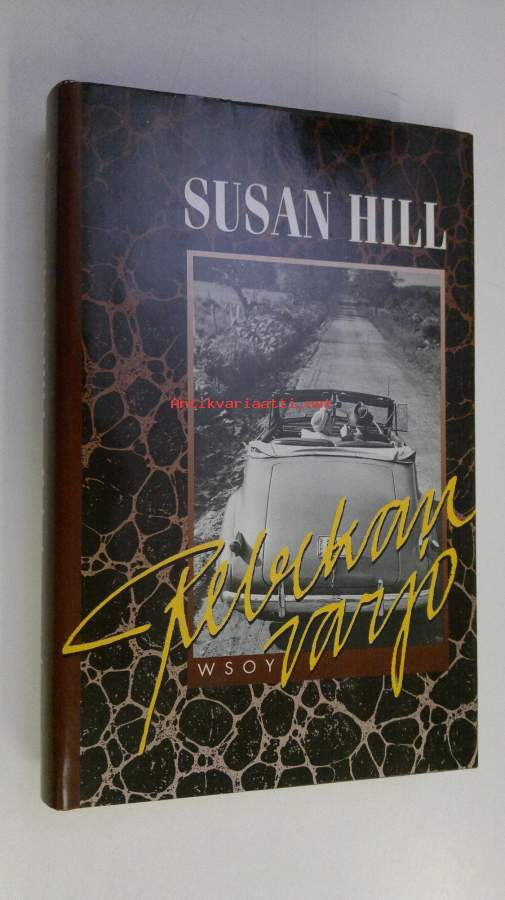 SUSAN HILL
Antikvariaatti.net
Rebeckan
varjo
WSOY